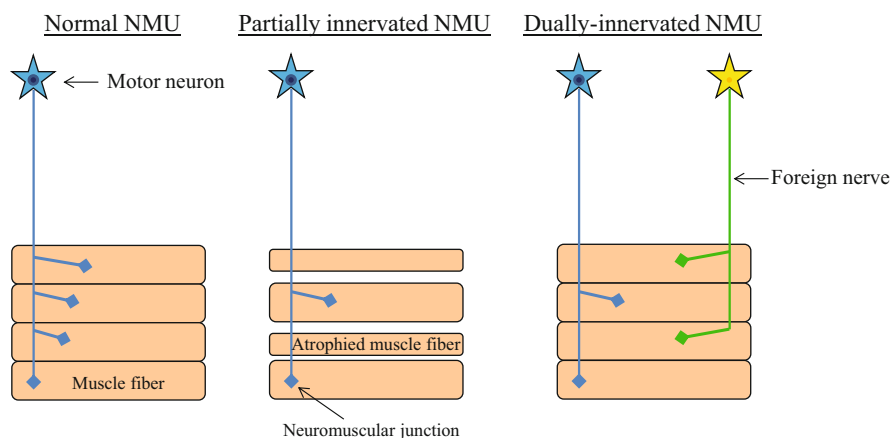 Normal NMU
Partially innervated NMU
Dually-innervated NMU
Motor neuron
Foreign nerve
Atrophied muscle fiber
Muscle fiber
Neuromuscular junction